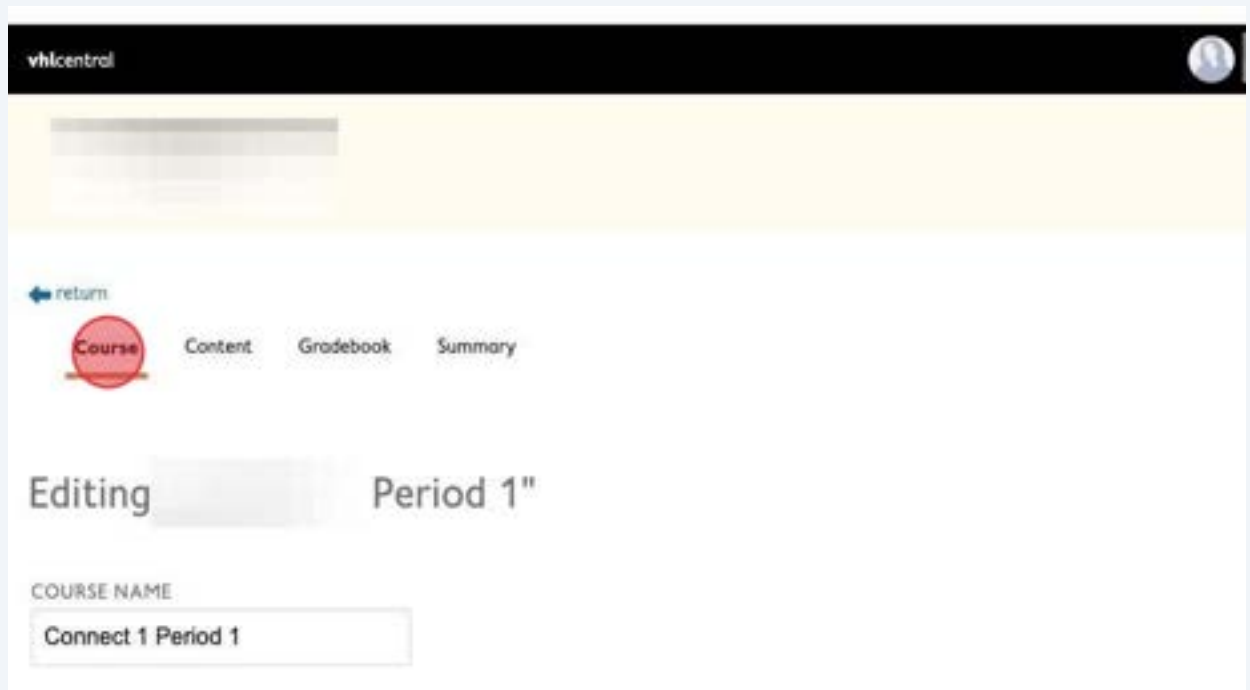 vhlcentral
return
Course Content Gradebook Summary
Editing Period 1"
COURSE NAME
Connect 1 Period 1